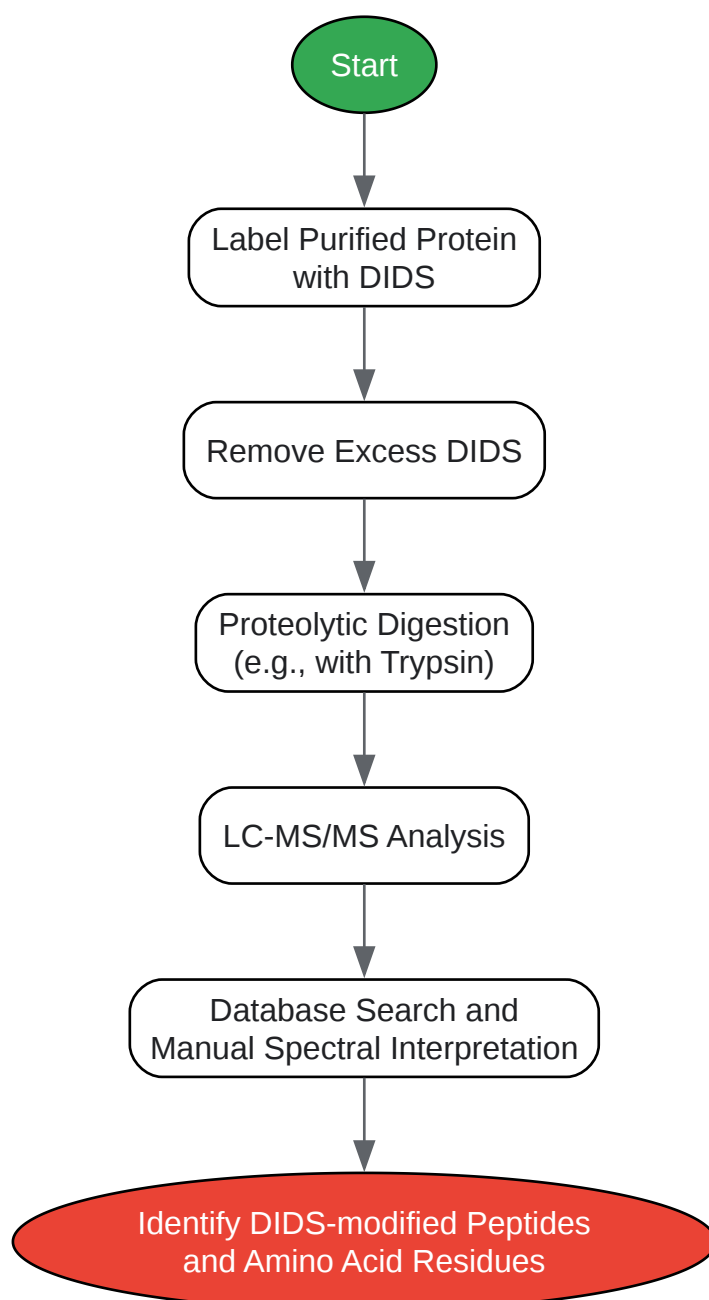 Start
Label Purified Protein
with DIDS
Remove Excess DIDS
Proteolytic Digestion
(e.g., with Trypsin)
LC-MS/MS Analysis
Database Search and
Manual Spectral Interpretation
Identify DIDS-modified Peptides
and Amino Acid Residues